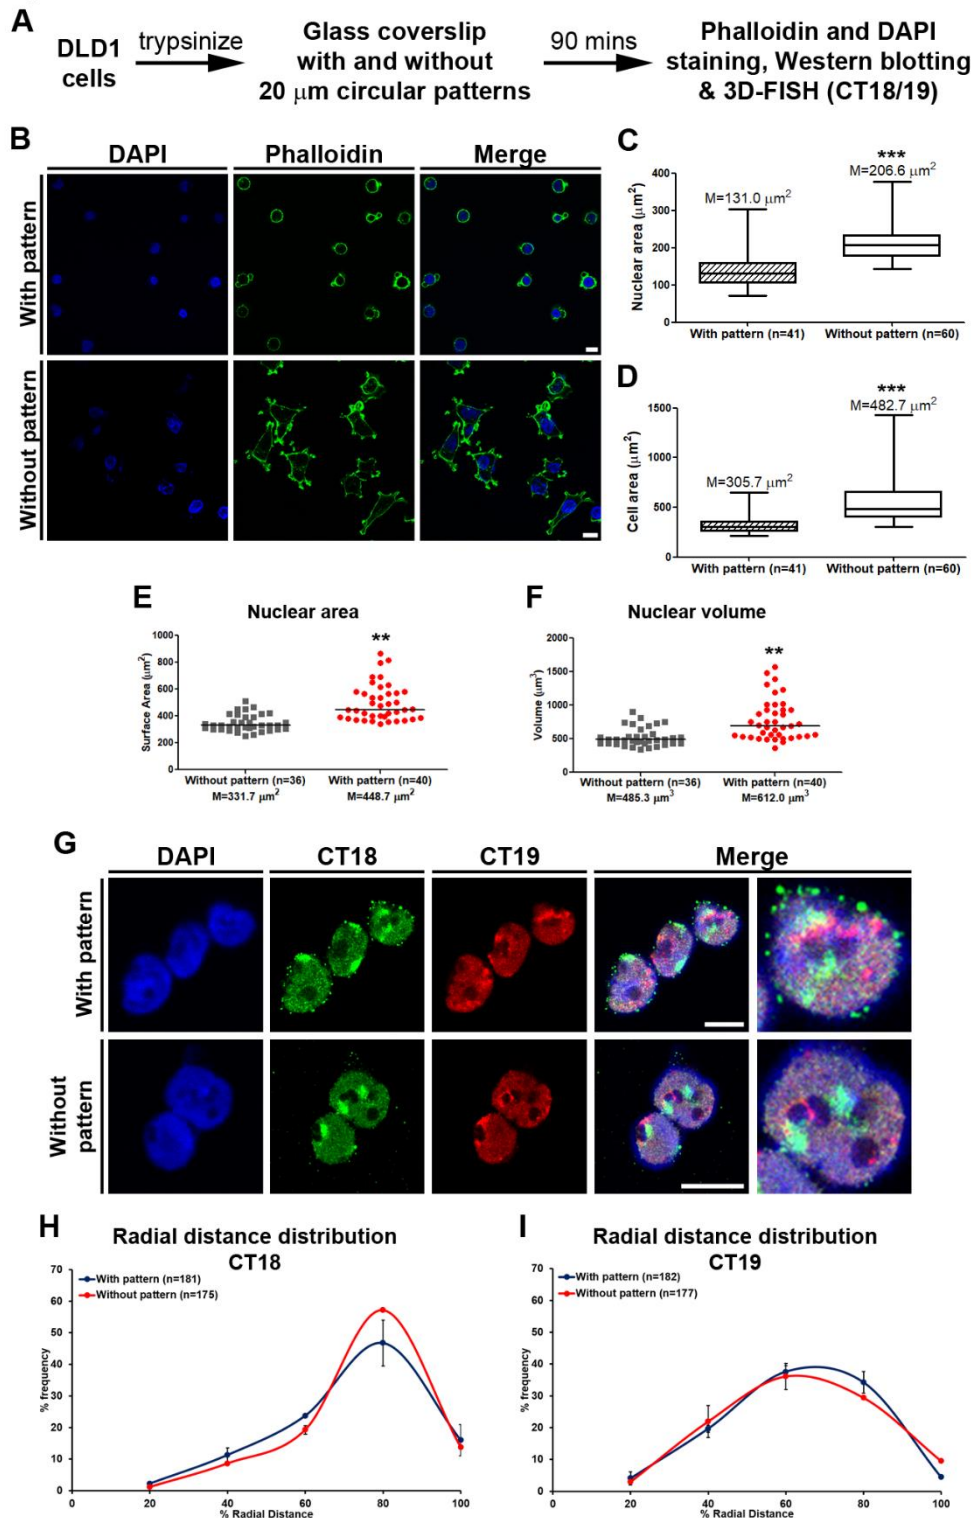 A
DLD1
cells
trypsinize
Glass coverslip
with and without
20 μm circular patterns
90 mins
Phalloidin and DAPI
staining, Western blotting
& 3D-FISH (CT18/19)
B
DAPI
Phalloidin
Merge
With pattern
Without pattern
C
***
M=206.6 μm²
M=131.0 μm²
Nuclear area (μm²)
400
300
200
100
0
With pattern (n=41)
Without pattern (n=60)
D
***
M=482.7 μm²
M=305.7 μm²
Cell area (μm²)
1500
1000
500
0
With pattern (n=41)
Without pattern (n=60)
E
Nuclear area
**
Surface Area (μm²)
1000
800
600
400
200
0
Without pattern (n=36)
M=331.7 μm²
With pattern (n=40)
M=448.7 μm²
F
Nuclear volume
**
Volume (μm³)
2000
1500
1000
500
0
Without pattern (n=36)
M=485.3 μm³
With pattern (n=40)
M=612.0 μm³
G
DAPI
CT18
CT19
Merge
With pattern
Without
pattern
H
Radial distance distribution
CT18
With pattern (n=181)
Without pattern (n=175)
% frequency
70
60
50
40
30
20
10
0
0
20
40
60
80
100
% Radial Distance
I
Radial distance distribution
CT19
With pattern (n=182)
Without pattern (n=177)
% frequency
70
60
50
40
30
20
10
0
0
20
40
60
80
100
% Radial Distance